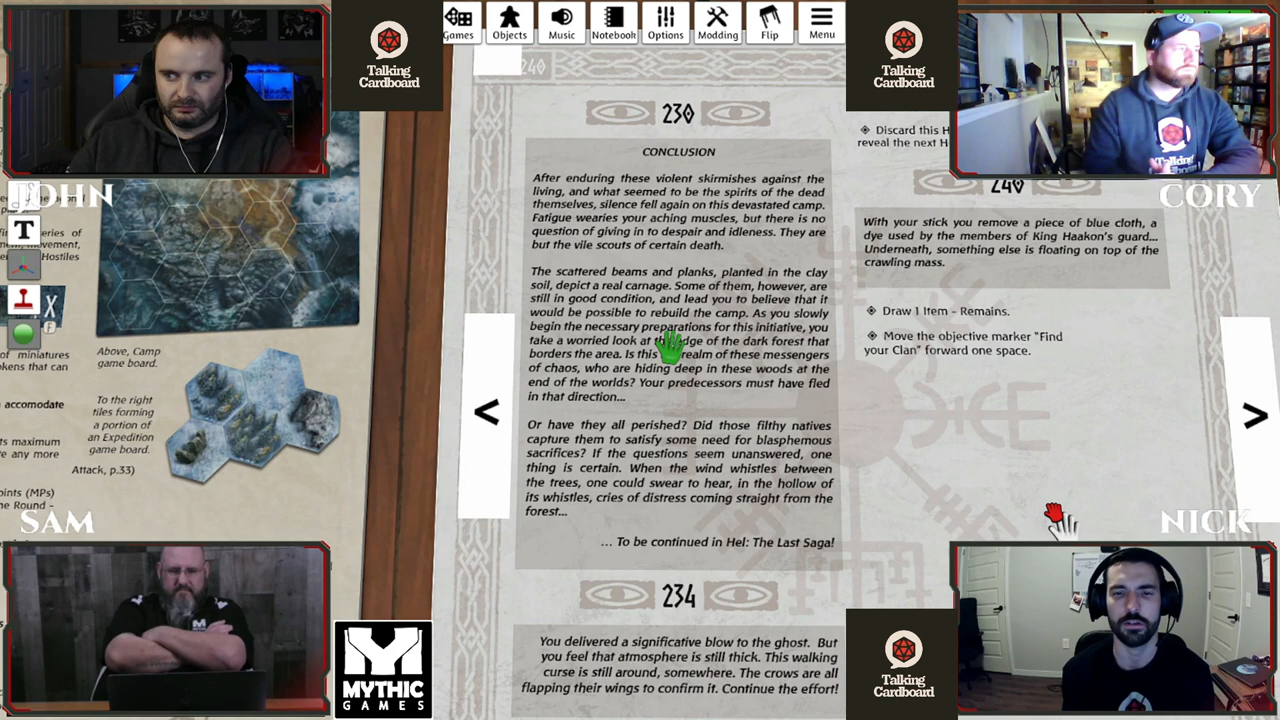 Games
Objects
Music
Notebook
Options
Modding
Flip
Menu
Talking
Cardboard
Talking
Cardboard
JOHN
T
CORY
240
230
CONCLUSION
After enduring these violent skirmishes against the
living, and what seemed to be the spirits of the dead
themselves, silence fell again on this devastated camp.
Fatigue wearies your aching muscles, but there is no
question of giving in to despair and idleness. They are
but the vile scouts of certain death.
The scattered beams and planks, planted in the clay
soil, depict a real carnage. Some of them, however, are
still in good condition, and lead you to believe that it
would be possible to rebuild the camp. As you slowly
begin the necessary preparations for this initiative, you
take a worried look at of the dark forest that
borders the area. Is this realm of these messengers
of chaos, who are hiding deep in these woods at the
end of the worlds? Your predecessors must have fled
in that direction...
Or have they all perished? Did those filthy natives
capture them to satisfy some need for blasphemous
sacrifices? If the questions seem unanswered, one
thing is certain. When the wind whistles between
the trees, one could swear to hear, in the hollow of
its whistles, cries of distress coming straight from the
forest...
... To be continued in Hel: The Last Saga!
234
You delivered a significative blow to the ghost. But
you feel that atmosphere is still thick. This walking
curse is still around, somewhere. The crows are all
flapping their wings to confirm it. Continue the effort!
Discard this
reveal the next
240
With your stick you remove a piece of blue cloth, a
dye used by the members of King Haakon's guard...
Underneath, something else is floating on top of the
crawling mass.
Draw 1 Item - Remains.
Move the objective marker "Find
your Clan" forward one space.
<
>
Hostiles
of miniatures
that can
accomodate
maximum
any more
Attack, p.33)
(MPs)
Round -
Above, Camp
game board.
To the right
tiles forming
a portion of
an Expedition
game board.
SAM
NICK
MYTHIC
GAMES
Talking
Cardboard